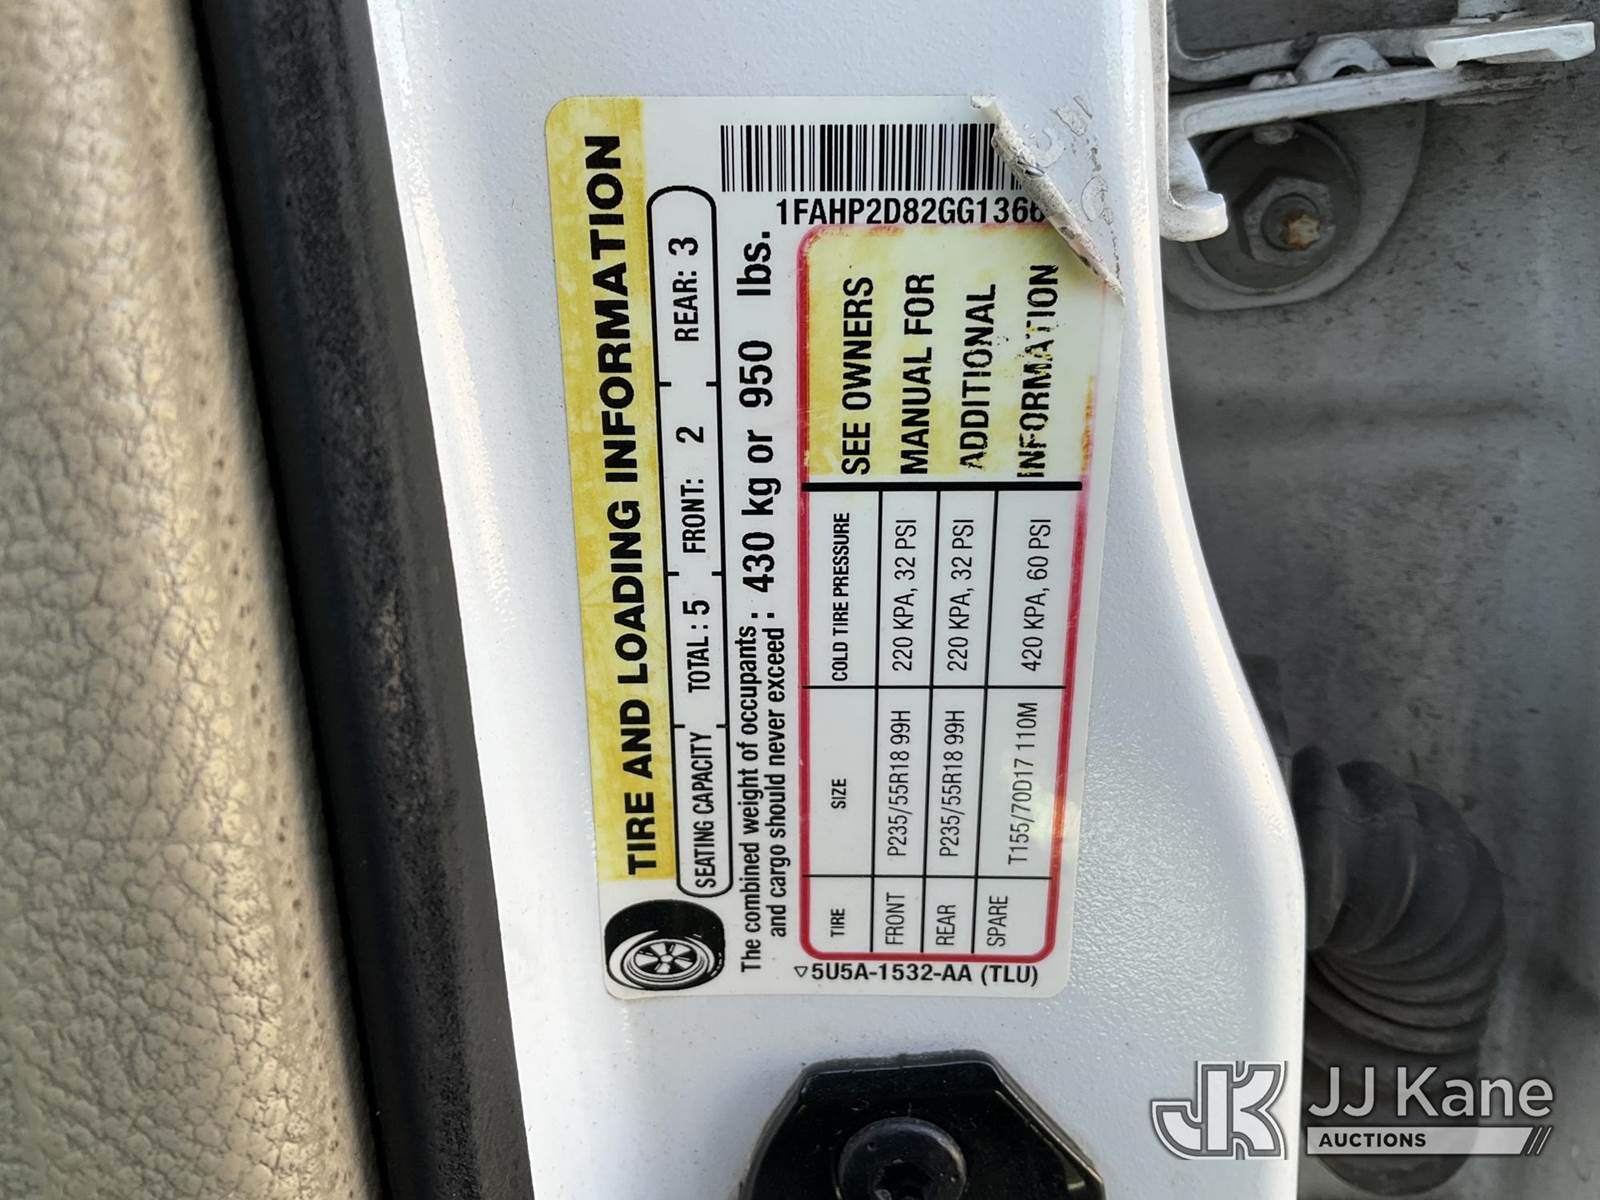 TIRE AND LOADING INFORMATION
SEATING CAPACITY TOTAL : 5 FRONT: 2 REAR: 3
The combined weight of occupants and cargo should never exceed : 430 kg or 950 lbs.
1FAHP2D82GG136
TIRE SIZE COLD TIRE PRESSURE
FRONT P235/55R18 99H 220 KPA, 32 PSI
REAR P235/55R18 99H 220 KPA, 32 PSI
SPARE T155/70D17 110M 420 KPA, 60 PSI
SEE OWNERS
MANUAL FOR
ADDITIONAL
INFORMATION
5U5A-1532-AA (TLU)
JK JJ Kane
AUCTIONS